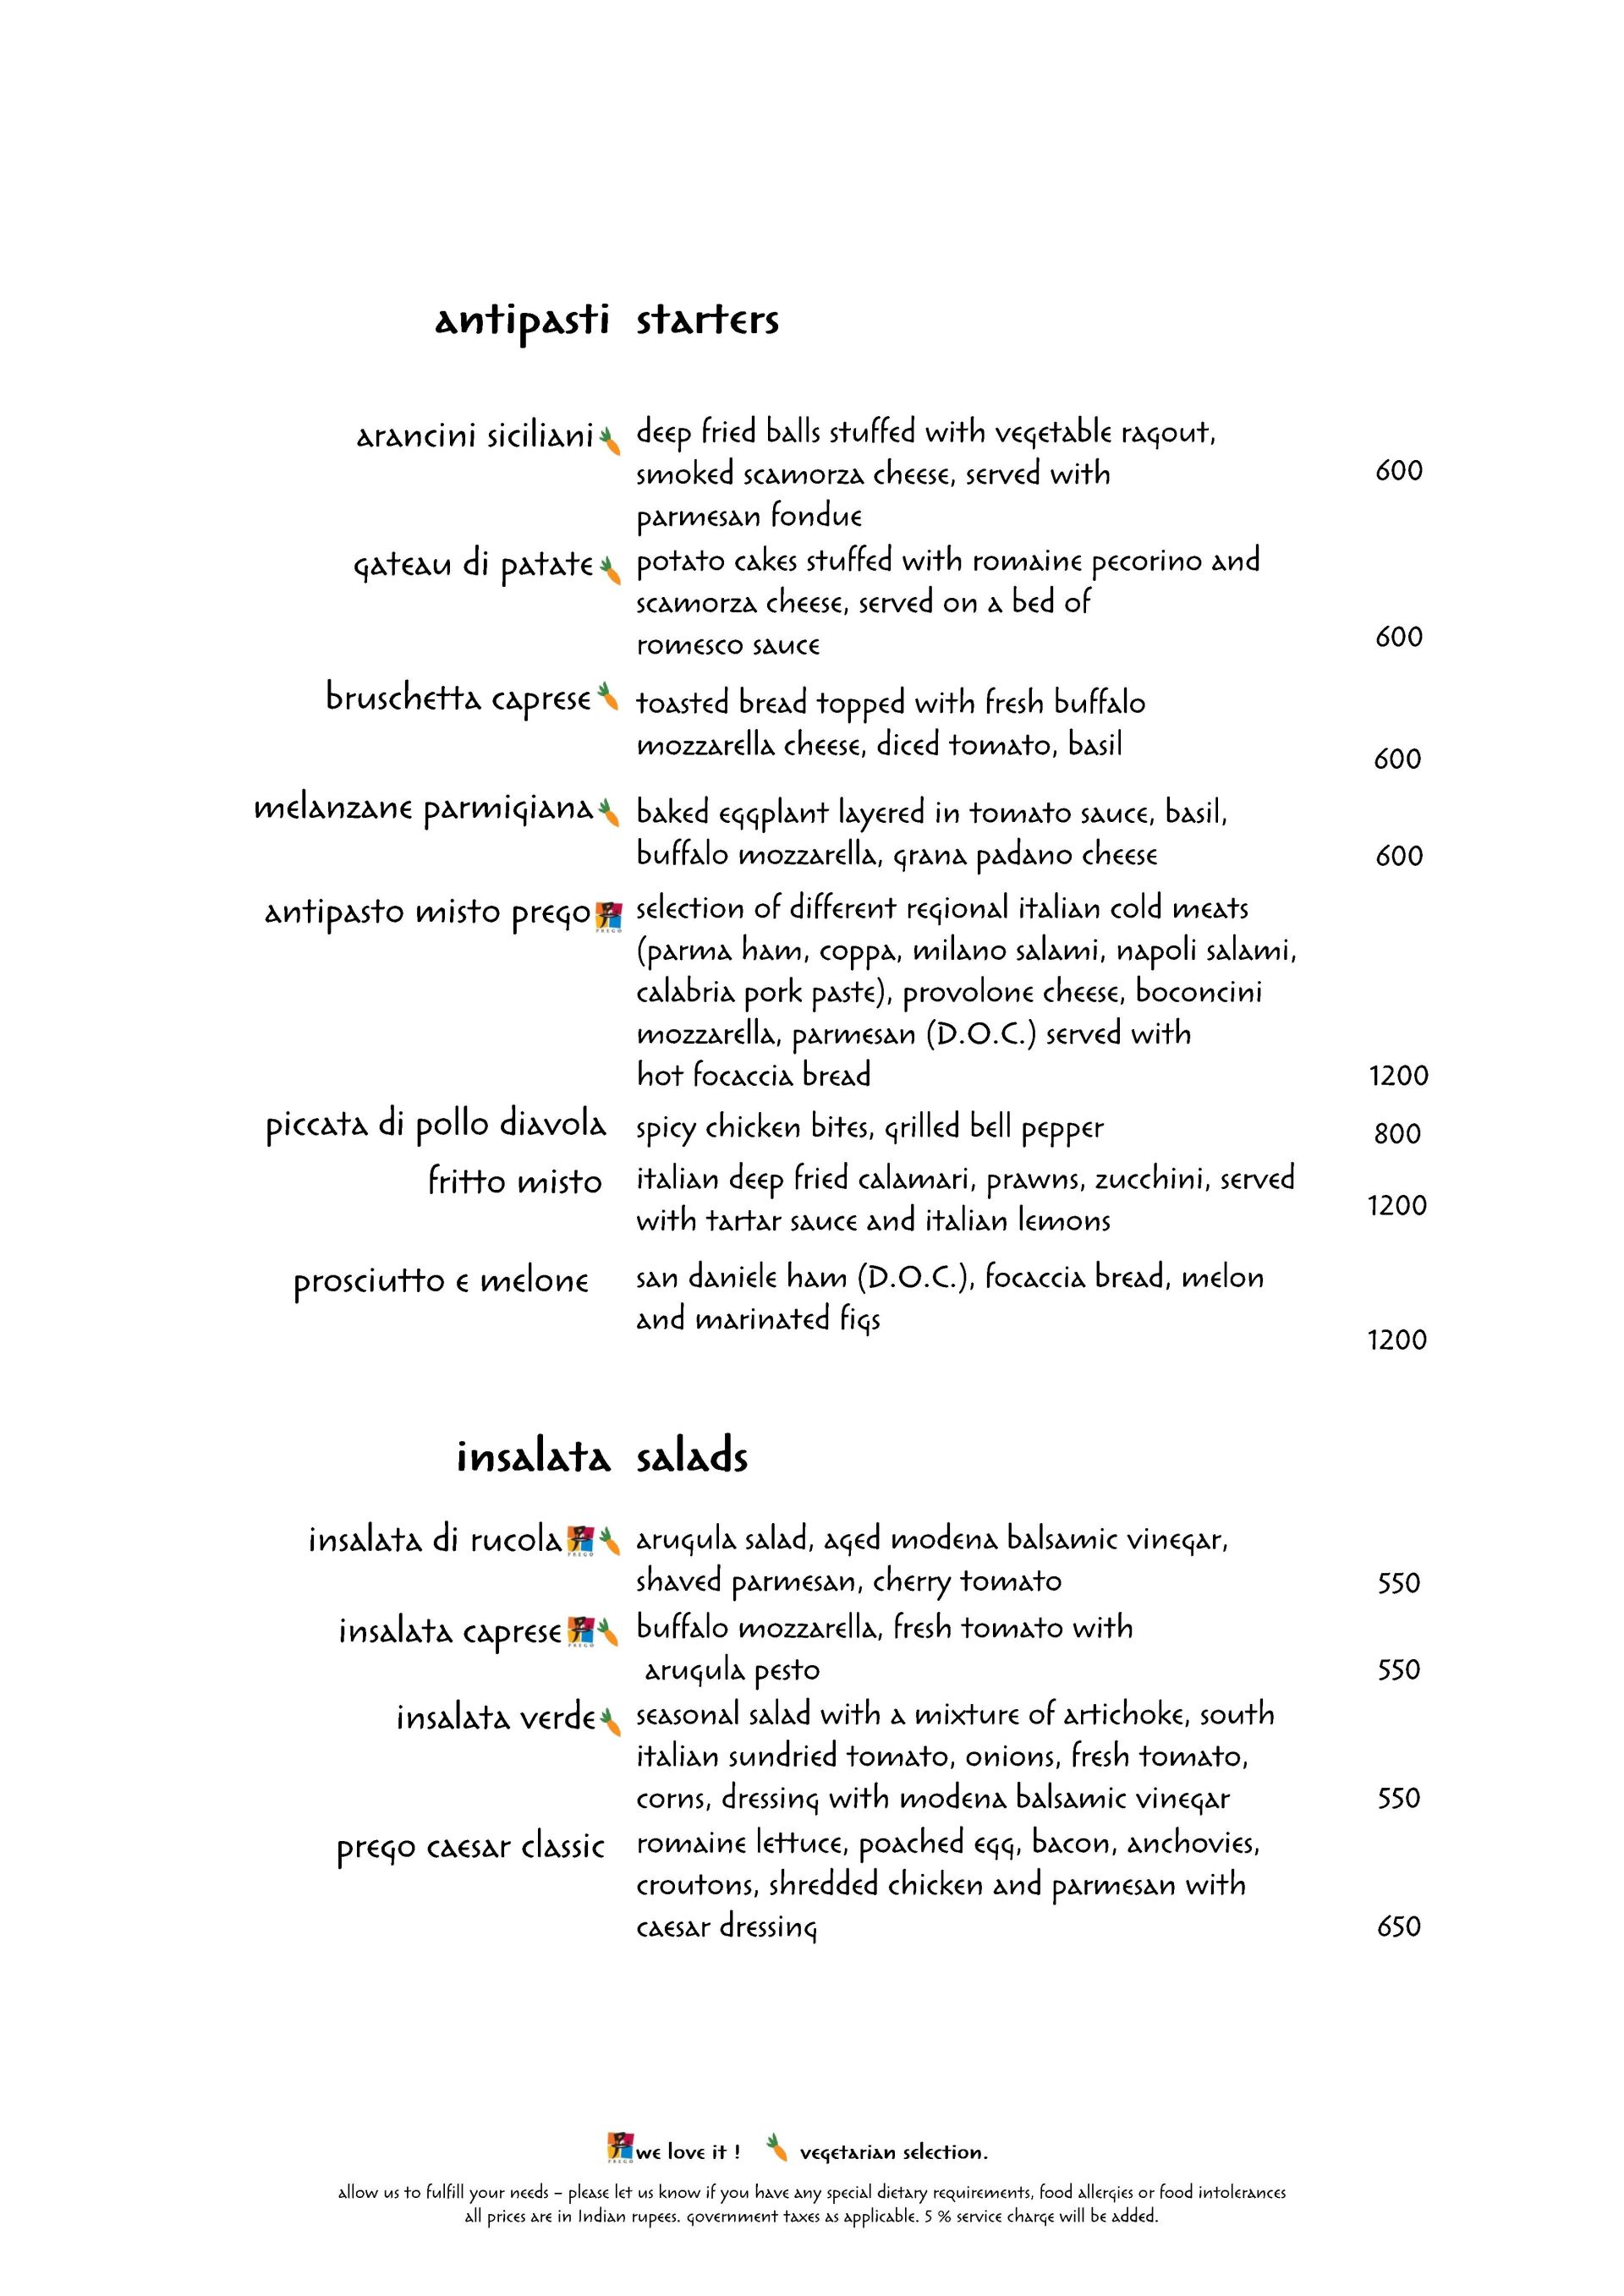 antipasti starters
arancini siciliani deep fried balls stuffed with vegetable ragout,
smoked scamorza cheese, served with 600
parmesan fondue
gateau di patate potato cakes stuffed with romaine pecorino and
scamorza cheese, served on a bed of
romesco sauce 600
bruschetta caprese toasted bread topped with fresh buffalo
mozzarella cheese, diced tomato, basil 600
melanzane parmigiana baked eggplant layered in tomato sauce, basil,
buffalo mozzarella, grana padano cheese 600
antipasto misto prego PREGO selection of different regional italian cold meats
(parma ham, coppa, milano salami, napoli salami,
calabria pork paste), provolone cheese, boconcini
mozzarella, parmesan (D.O.C.) served with
hot focaccia bread 1200
piccata di pollo diavola spicy chicken bites, grilled bell pepper 800
fritto misto italian deep fried calamari, prawns, zucchini, served
with tartar sauce and italian lemons 1200
prosciutto e melone san daniele ham (D.O.C.), focaccia bread, melon
and marinated figs
1200
insalata salads
insalata di rucola PREGO arugula salad, aged modena balsamic vinegar,
shaved parmesan, cherry tomato 550
insalata caprese PREGO buffalo mozzarella, fresh tomato with
arugula pesto 550
insalata verde seasonal salad with a mixture of artichoke, south
italian sundried tomato, onions, fresh tomato,
corns, dressing with modena balsamic vinegar 550
prego caesar classic romaine lettuce, poached egg, bacon, anchovies,
croutons, shredded chicken and parmesan with
caesar dressing 650
PREGO we love it ! vegetarian selection.
allow us to fulfill your needs – please let us know if you have any special dietary requirements, food allergies or food intolerances
all prices are in Indian rupees. government taxes as applicable. 5 % service charge will be added.